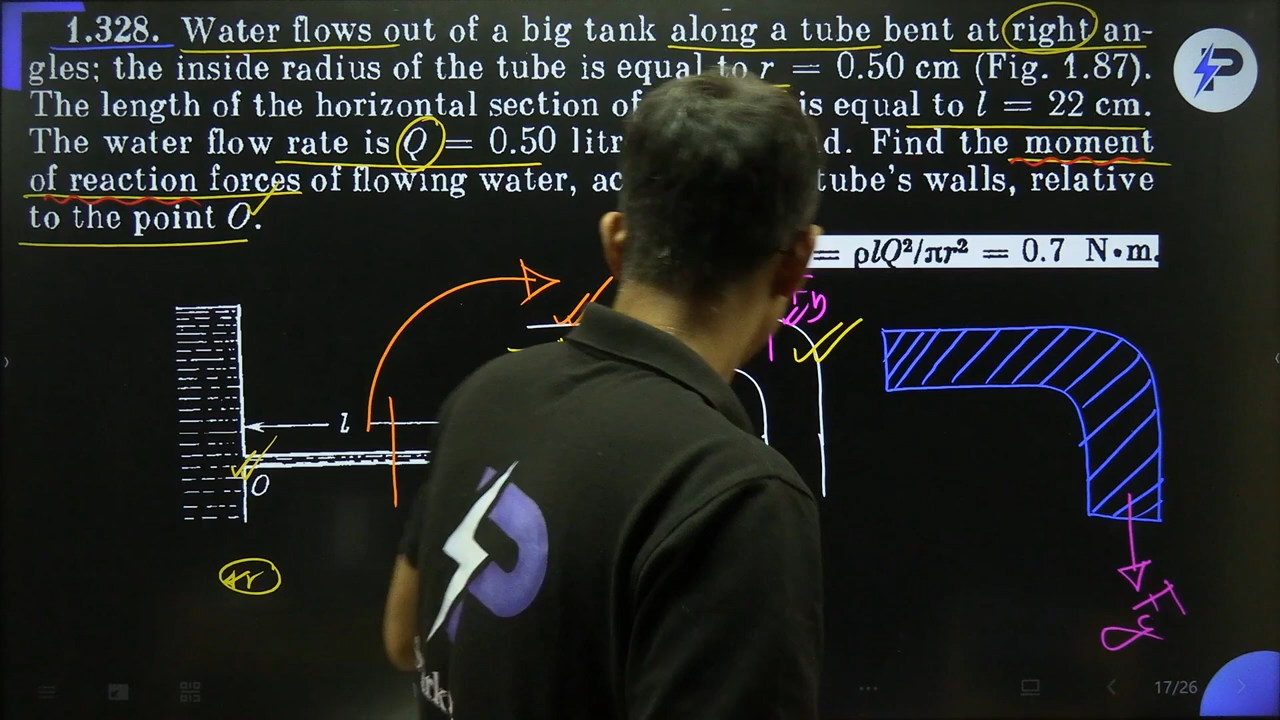 1.328. Water flows out of a big tank along a tube bent at right an-
gles: the inside radius of the tube is equal to r = 0.50 cm (Fig. 1.87).
The length of the horizontal section of is equal to l = 22 cm.
The water flow rate is Q = 0.50 litr d. Find the moment
of reaction forces of flowing water, ac tube's walls, relative
to the point O.
= ρlQ²/πr² = 0.7 N•m.
l
O
17/26